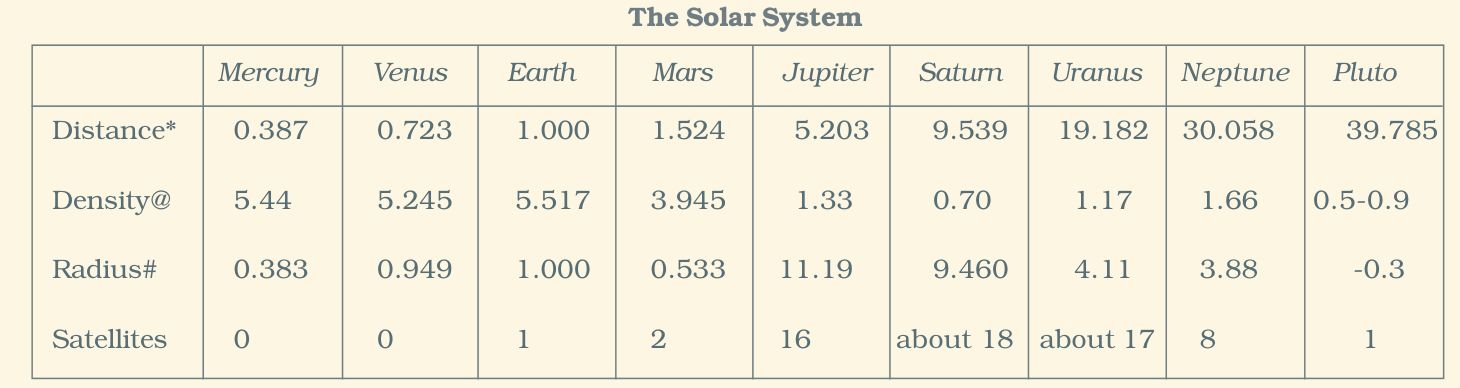 The Solar System
Mercury Venus Earth Mars Jupiter Saturn Uranus Neptune Pluto
Distance* 0.387 0.723 1.000 1.524 5.203 9.539 19.182 30.058 39.785
Density@ 5.44 5.245 5.517 3.945 1.33 0.70 1.17 1.66 0.5-0.9
Radius# 0.383 0.949 1.000 0.533 11.19 9.460 4.11 3.88 -0.3
Satellites 0 0 1 2 16 about 18 about 17 8 1